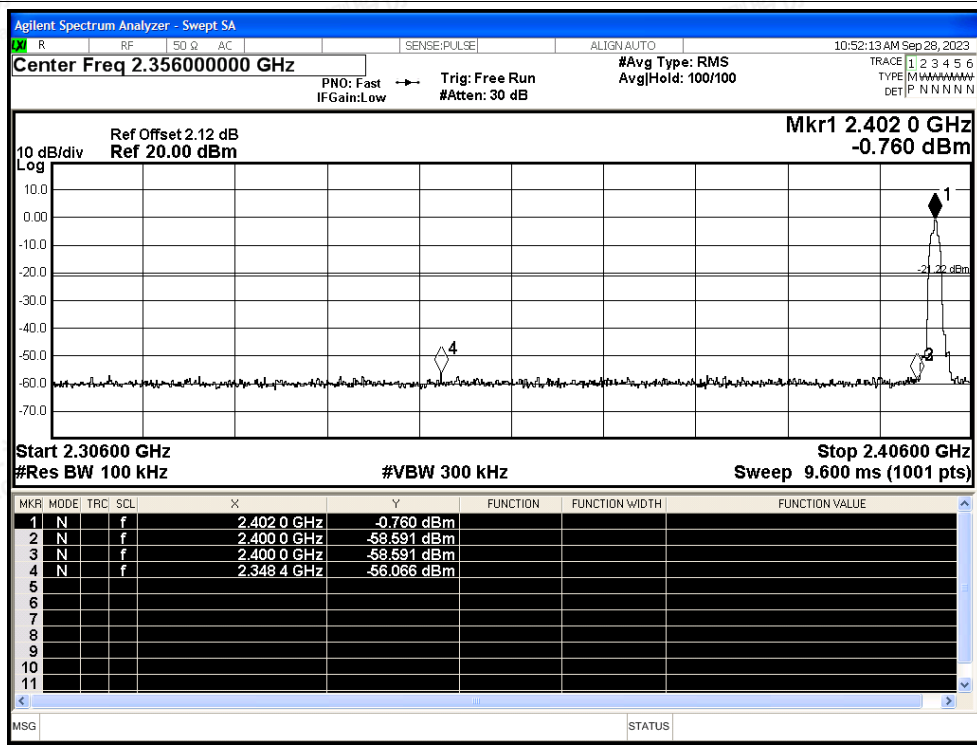 Agilent Spectrum Analyzer - Swept SA
LXI R RF 50 Ω AC SENSE:PULSE ALIGN AUTO 10:52:13 AM Sep 28, 2023
Center Freq 2.356000000 GHz
PNO: Fast
IFGain:Low
Trig: Free Run
#Atten: 30 dB
#Avg Type: RMS
Avg|Hold: 100/100
TRACE 1 2 3 4 5 6
TYPE M
DET P N N N N N
Ref Offset 2.12 dB
10 dB/div Ref 20.00 dBm
Log
Mkr1 2.402 0 GHz
-0.760 dBm
10.0
0.00
-10.0
-20.0
-30.0
-40.0
-50.0
-60.0
-70.0
1
-21.22 dBm
4
Start 2.30600 GHz Stop 2.40600 GHz
#Res BW 100 kHz #VBW 300 kHz Sweep 9.600 ms (1001 pts)
MKR MODE TRC SCL X Y FUNCTION FUNCTION WIDTH FUNCTION VALUE
1 N f 2.402 0 GHz -0.760 dBm
2 N f 2.400 0 GHz -58.591 dBm
3 N f 2.400 0 GHz -58.591 dBm
4 N f 2.348 4 GHz -56.066 dBm
5
6
7
8
9
10
11
MSG STATUS